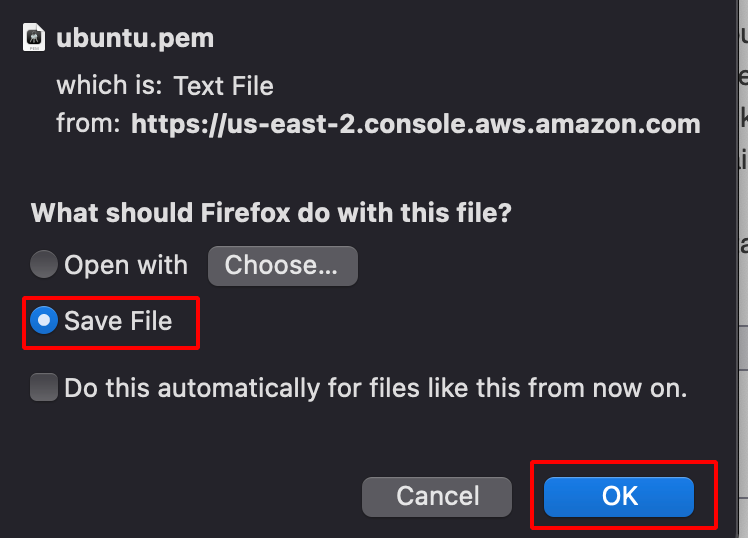 ubuntu.pem
which is: Text File
from: https://us-east-2.console.aws.amazon.com
What should Firefox do with this file?
Open with Choose...
Save File
Do this automatically for files like this from now on.
Cancel OK